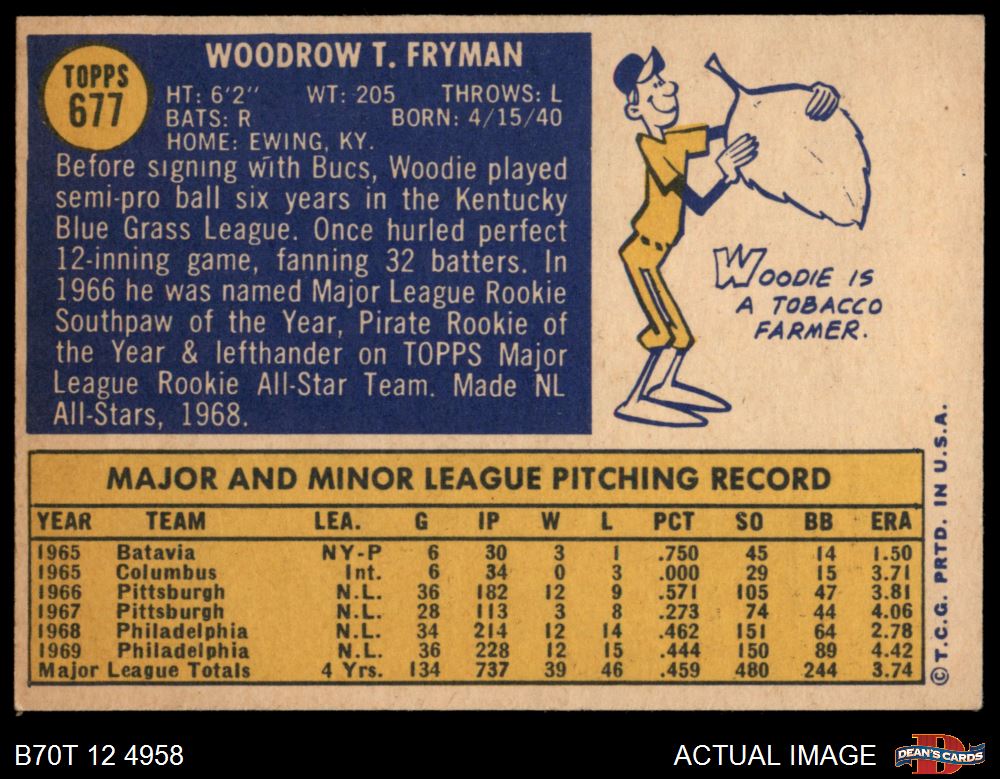 TOPPS
677
WOODROW T. FRYMAN
HT: 6'2" WT: 205 THROWS: L
BATS: R BORN: 4/15/40
HOME: EWING, KY.
Before signing with Bucs, Woodie played
semi-pro ball six years in the Kentucky
Blue Grass League. Once hurled perfect
12-inning game, fanning 32 batters. In
1966 he was named Major League Rookie
Southpaw of the Year, Pirate Rookie of
the Year & lefthander on TOPPS Major
League Rookie All-Star Team. Made NL
All-Stars, 1968.
WOODIE IS
A TOBACCO
FARMER.
MAJOR AND MINOR LEAGUE PITCHING RECORD
YEAR TEAM LEA. G IP W L PCT SO BB ERA
1965 Batavia NY-P 6 30 3 1 .750 45 14 1.50
1965 Columbus Int. 6 34 0 3 .000 29 15 3.71
1966 Pittsburgh N.L. 36 182 12 9 .571 105 47 3.81
1967 Pittsburgh N.L. 28 113 3 8 .273 74 44 4.06
1968 Philadelphia N.L. 34 214 12 14 .462 151 64 2.78
1969 Philadelphia N.L. 36 228 12 15 .444 150 89 4.42
Major League Totals 4 Yrs. 134 737 39 46 .459 480 244 3.74
© T.C.G. PRTD. IN U.S.A.
B70T 12 4958
ACTUAL IMAGE
DEAN'S CARDS